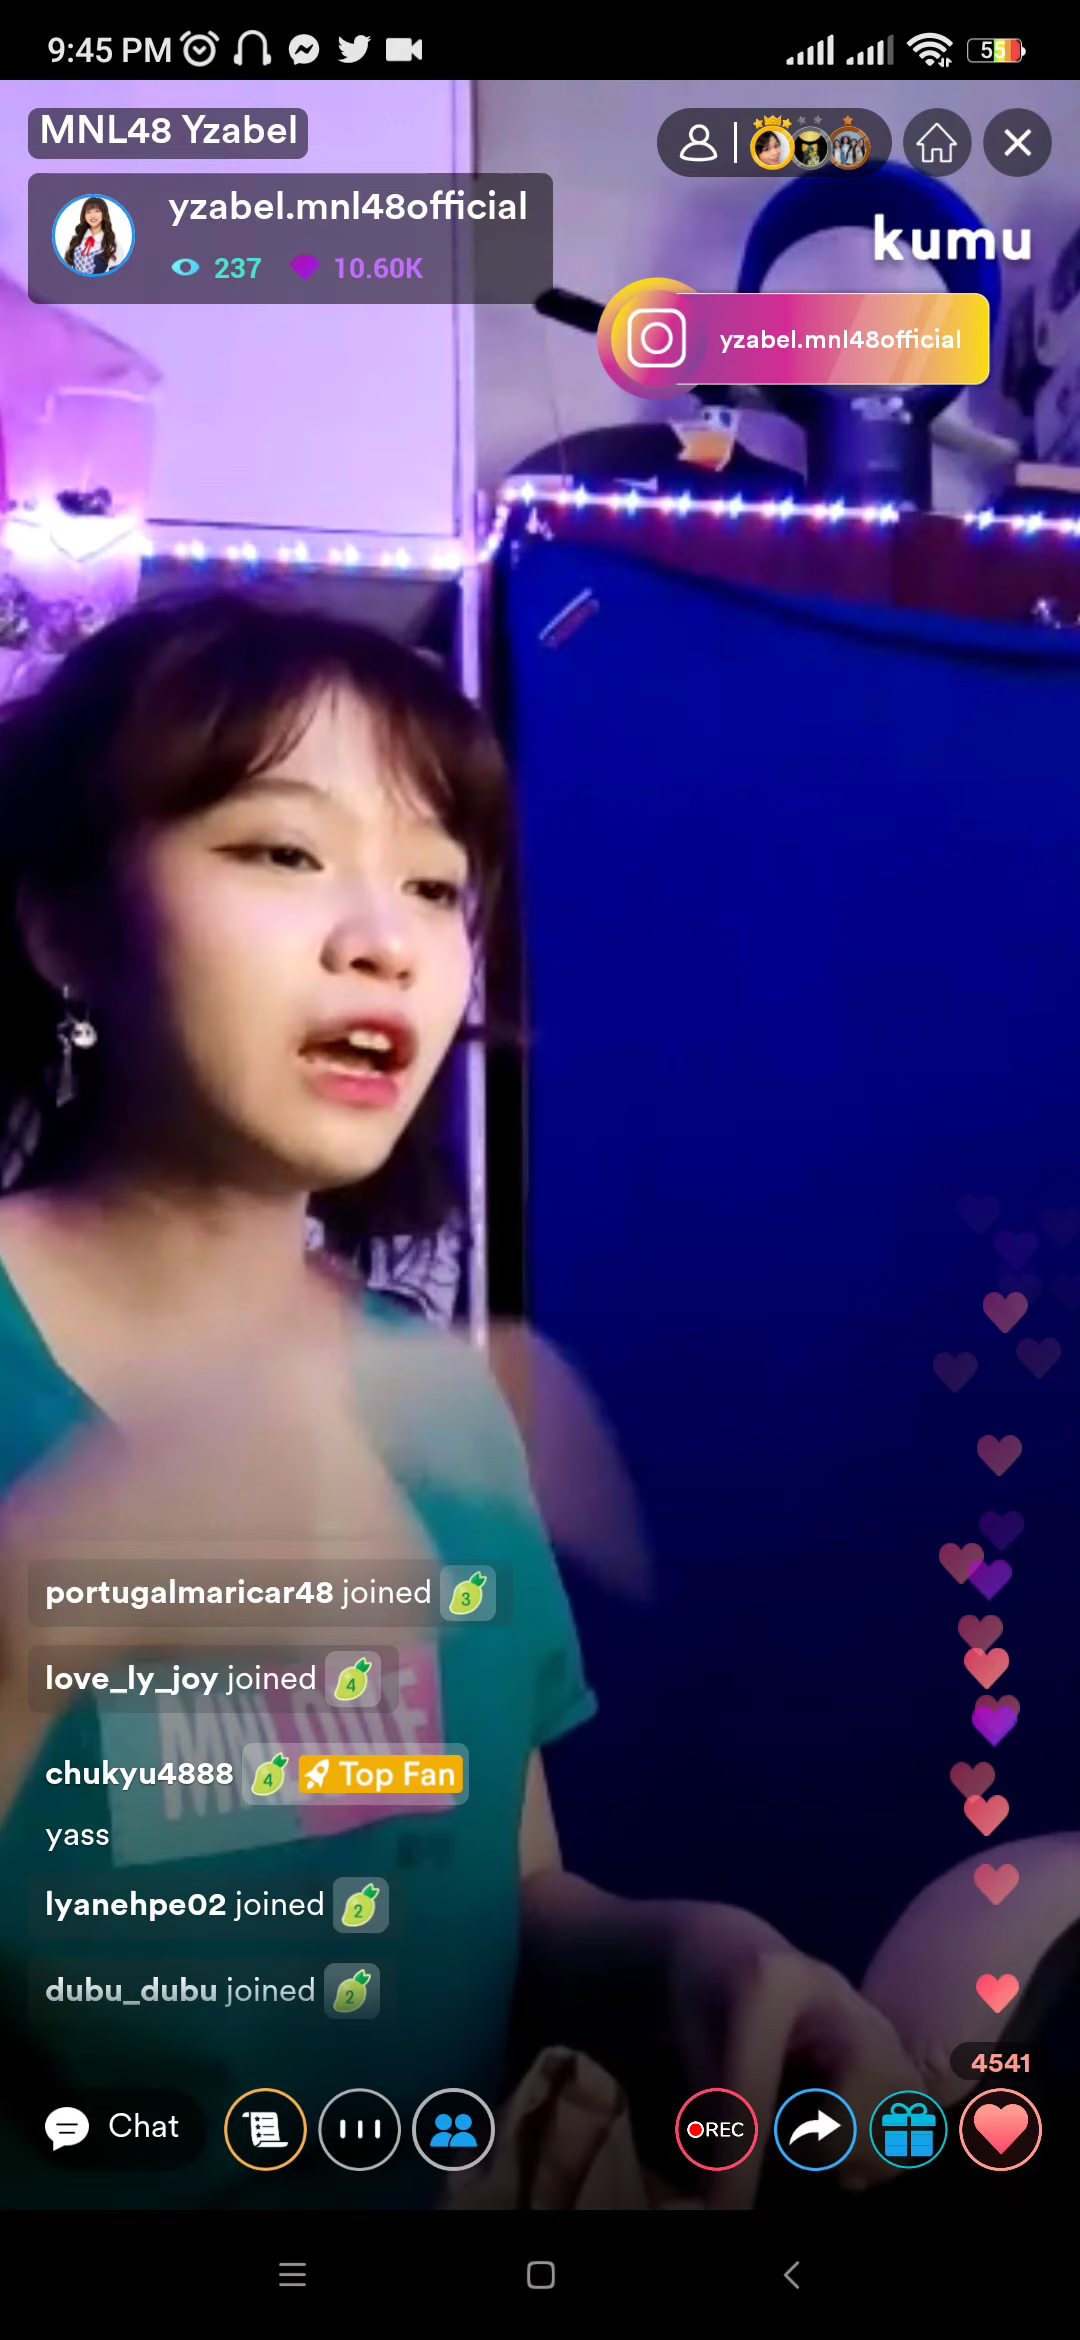 9:45 PM
55
MNL48 Yzabel
yzabel.mnl48official
237 10.60K
kumu
yzabel.mnl48official
portugalmaricar48 joined 3
love_ly_joy joined 4
chukyu4888 4 Top Fan
yass
lyanehpe02 joined 2
dubu_dubu joined 2
4541
Chat
REC